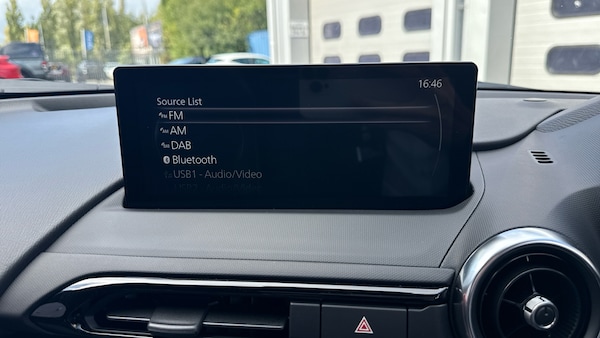 16:46
Source List
FM
AM
DAB
Bluetooth
USB1 - Audio/Video